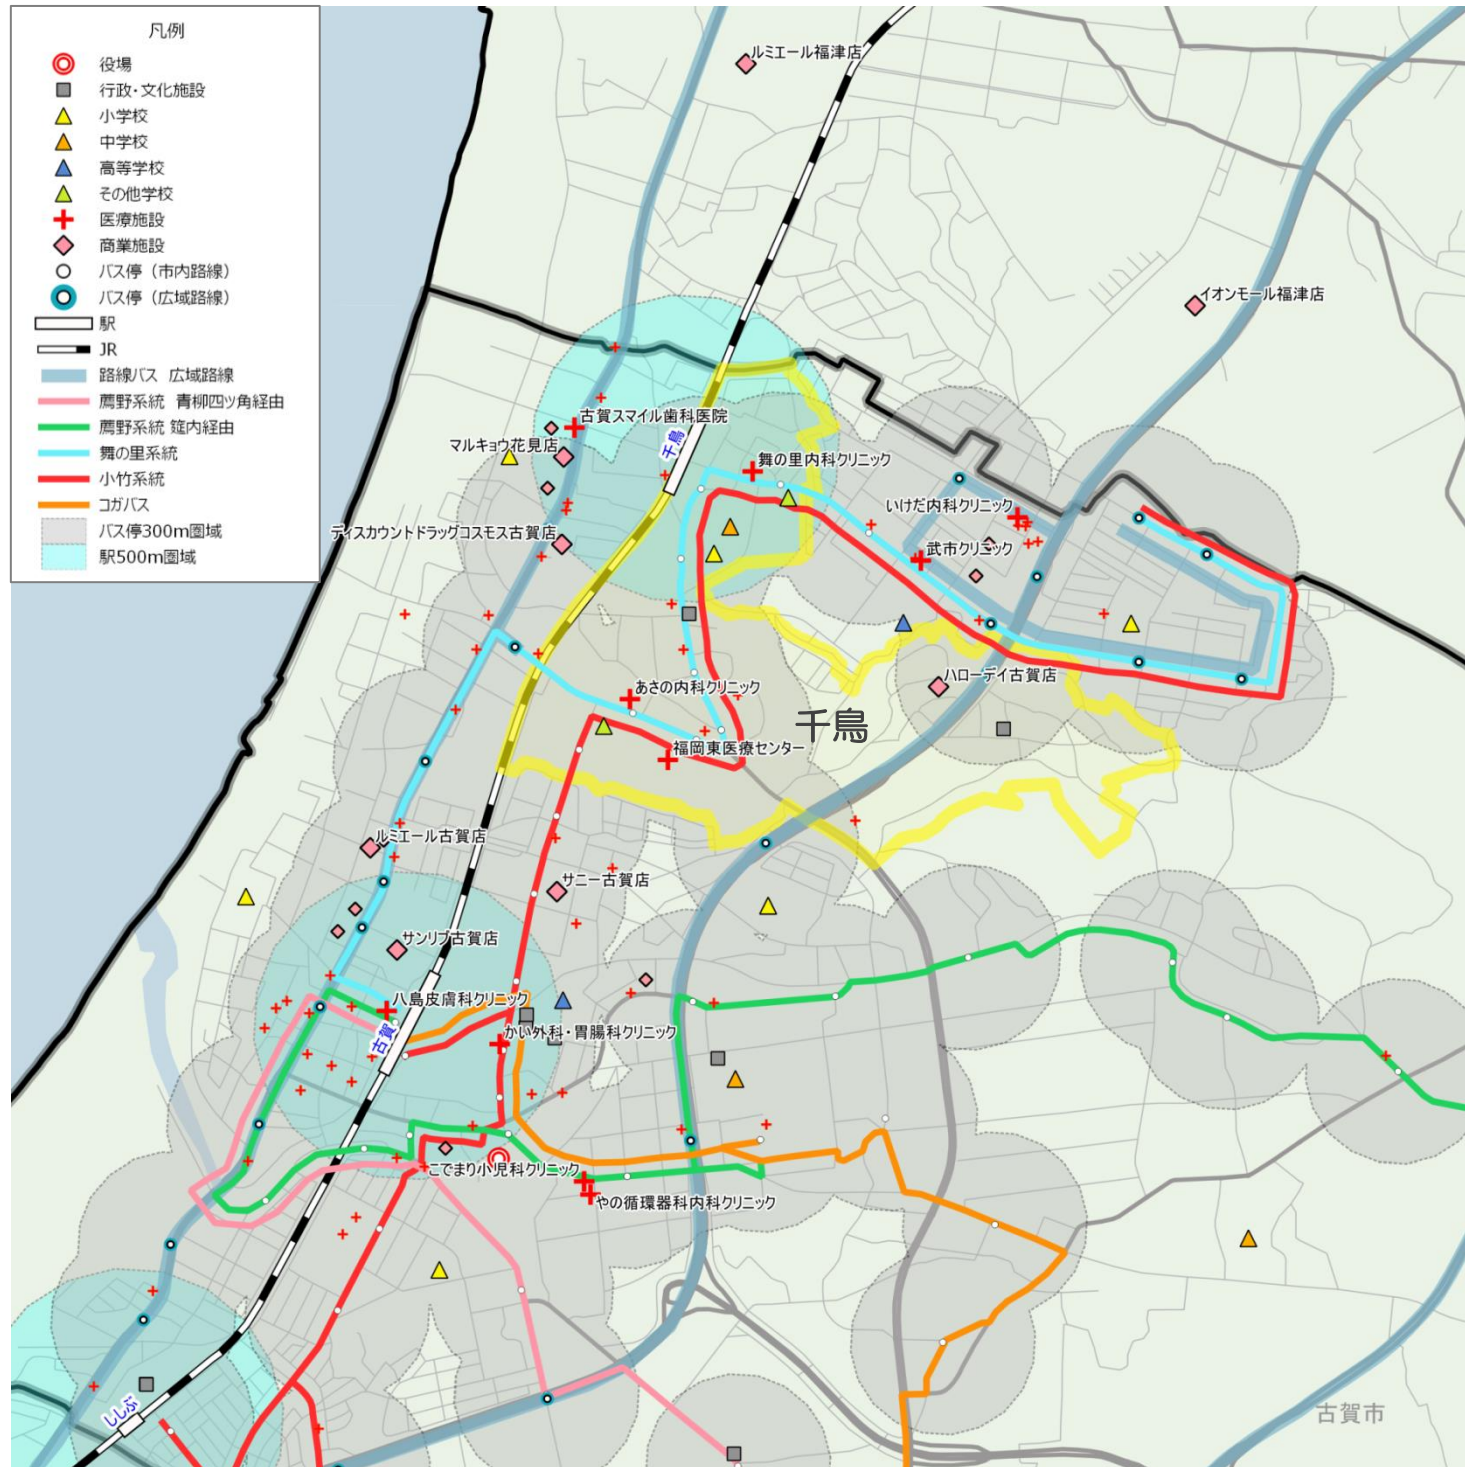 凡例
役場
行政・文化施設
小学校
中学校
高等学校
その他学校
医療施設
商業施設
バス停（市内路線）
バス停（広域路線）
駅
JR
路線バス 広域路線
薦野系統 青柳四ツ角経由
薦野系統 筵内経由
舞の里系統
小竹系統
コガバス
バス停300m圏域
駅500m圏域
ルミエール福津店
イオンモール福津店
古賀スマイル歯科医院
マルキョウ花見店
千鳥
舞の里内科クリニック
いけだ内科クリニック
ディスカウントドラッグコスモス古賀店
武市クリニック
ハローデイ古賀店
あさの内科クリニック
千鳥
福岡東医療センター
ルミエール古賀店
サニー古賀店
サンリブ古賀店
八島皮膚科クリニック
古賀
かい外科・胃腸科クリニック
こでまり小児科クリニック
やの循環器科内科クリニック
ししぶ
古賀市